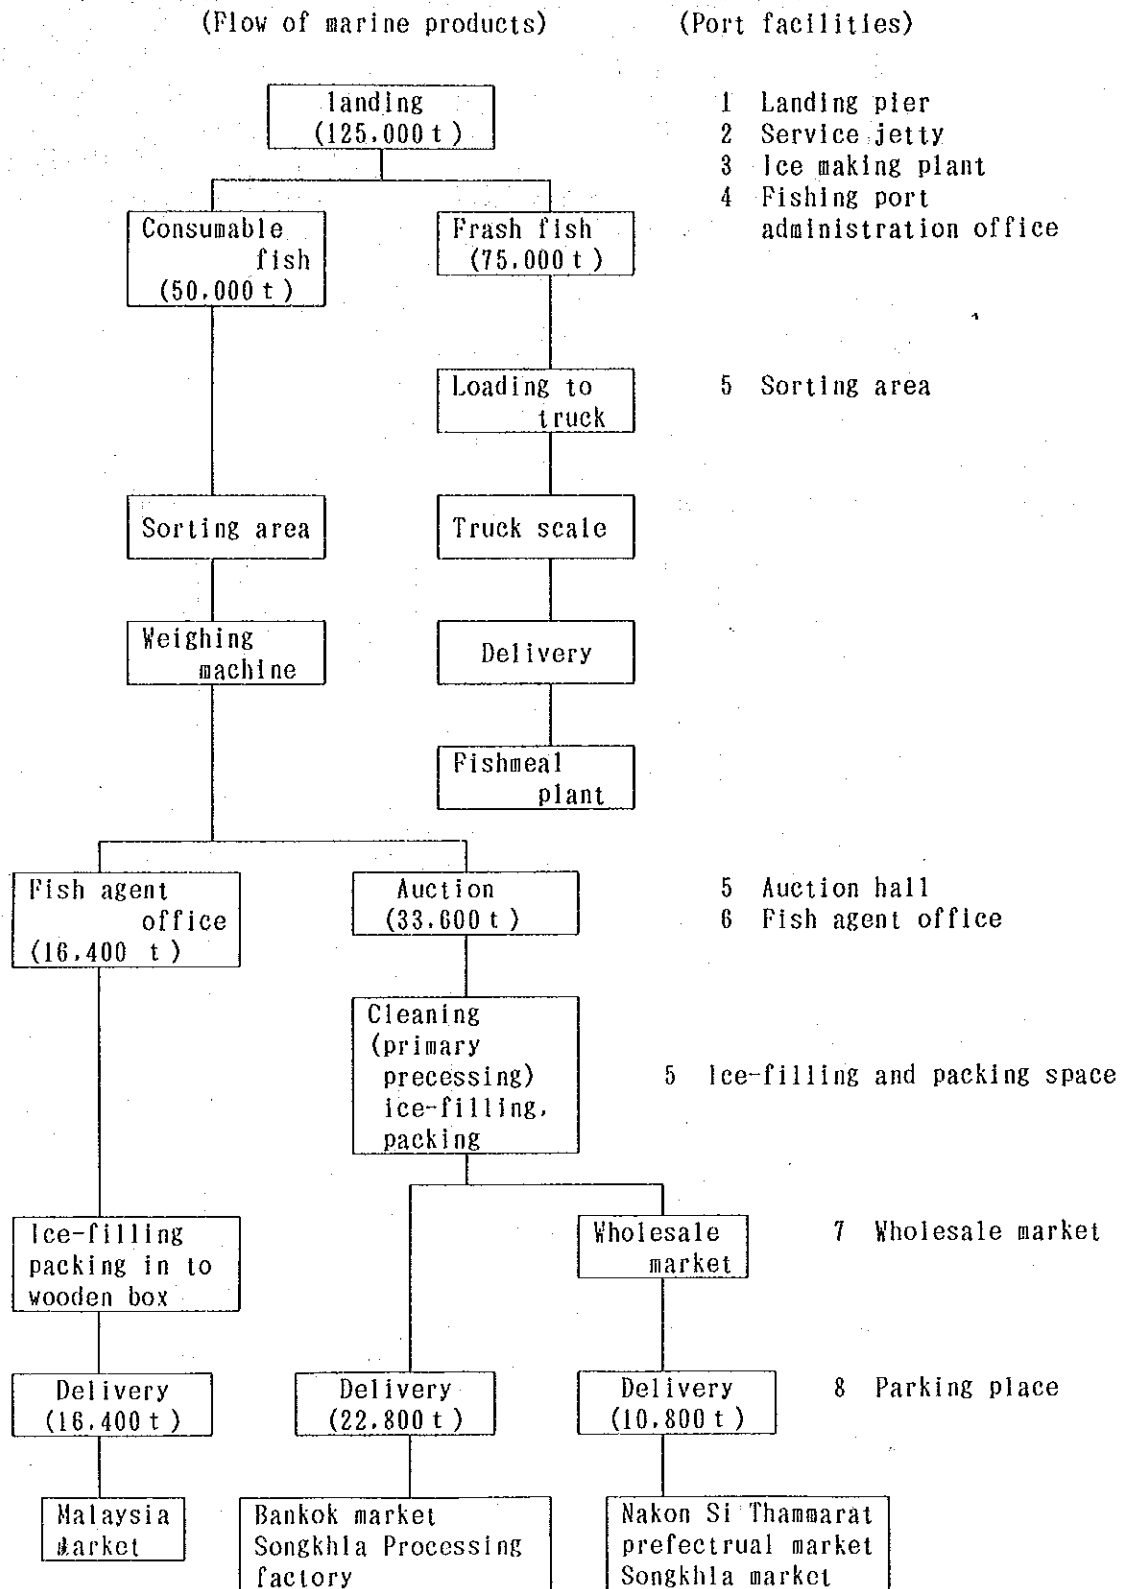 (Flow of marine products)
(Port facilities)
landing
(125.000 t)
1 Landing pier
2 Service jetty
3 Ice making plant
4 Fishing port
administration office
Consumable
fish
(50.000 t)
Frash fish
(75.000 t)
Loading to
truck
5 Sorting area
Sorting area
Truck scale
Weighing
machine
Delivery
Fishmeal
plant
Fish agent
office
(16.400 t)
Auction
(33.600 t)
5 Auction hall
6 Fish agent office
Cleaning
(primary
precessing)
ice-filling.
packing
5 Ice-filling and packing space
Ice-filling
packing in to
wooden box
Wholesale
market
7 Wholesale market
Delivery
(16.400 t)
Delivery
(22.800 t)
Delivery
(10.800 t)
8 Parking place
Malaysia
market
Bankok market
Songkhla Processing
factory
Nakon Si Thammarat
prefectrual market
Songkhla market